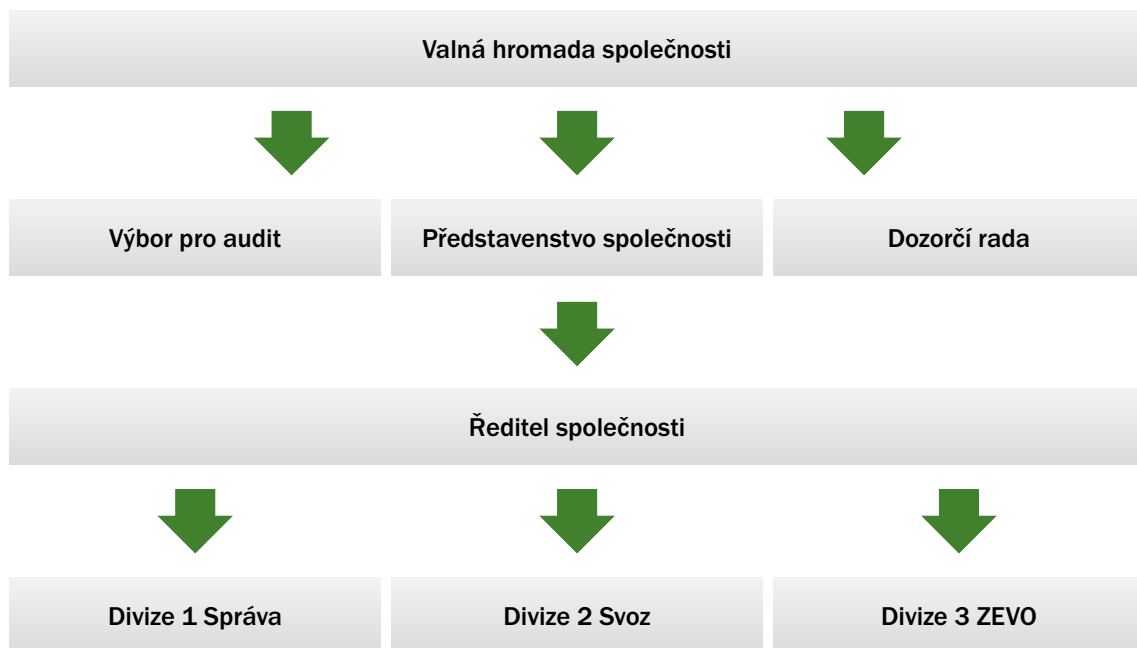 Valná hromada společnosti
Výbor pro audit
Představenstvo společnosti
Dozorčí rada
Ředitel společnosti
Divize 1 Správa
Divize 2 Svoz
Divize 3 ZEVO